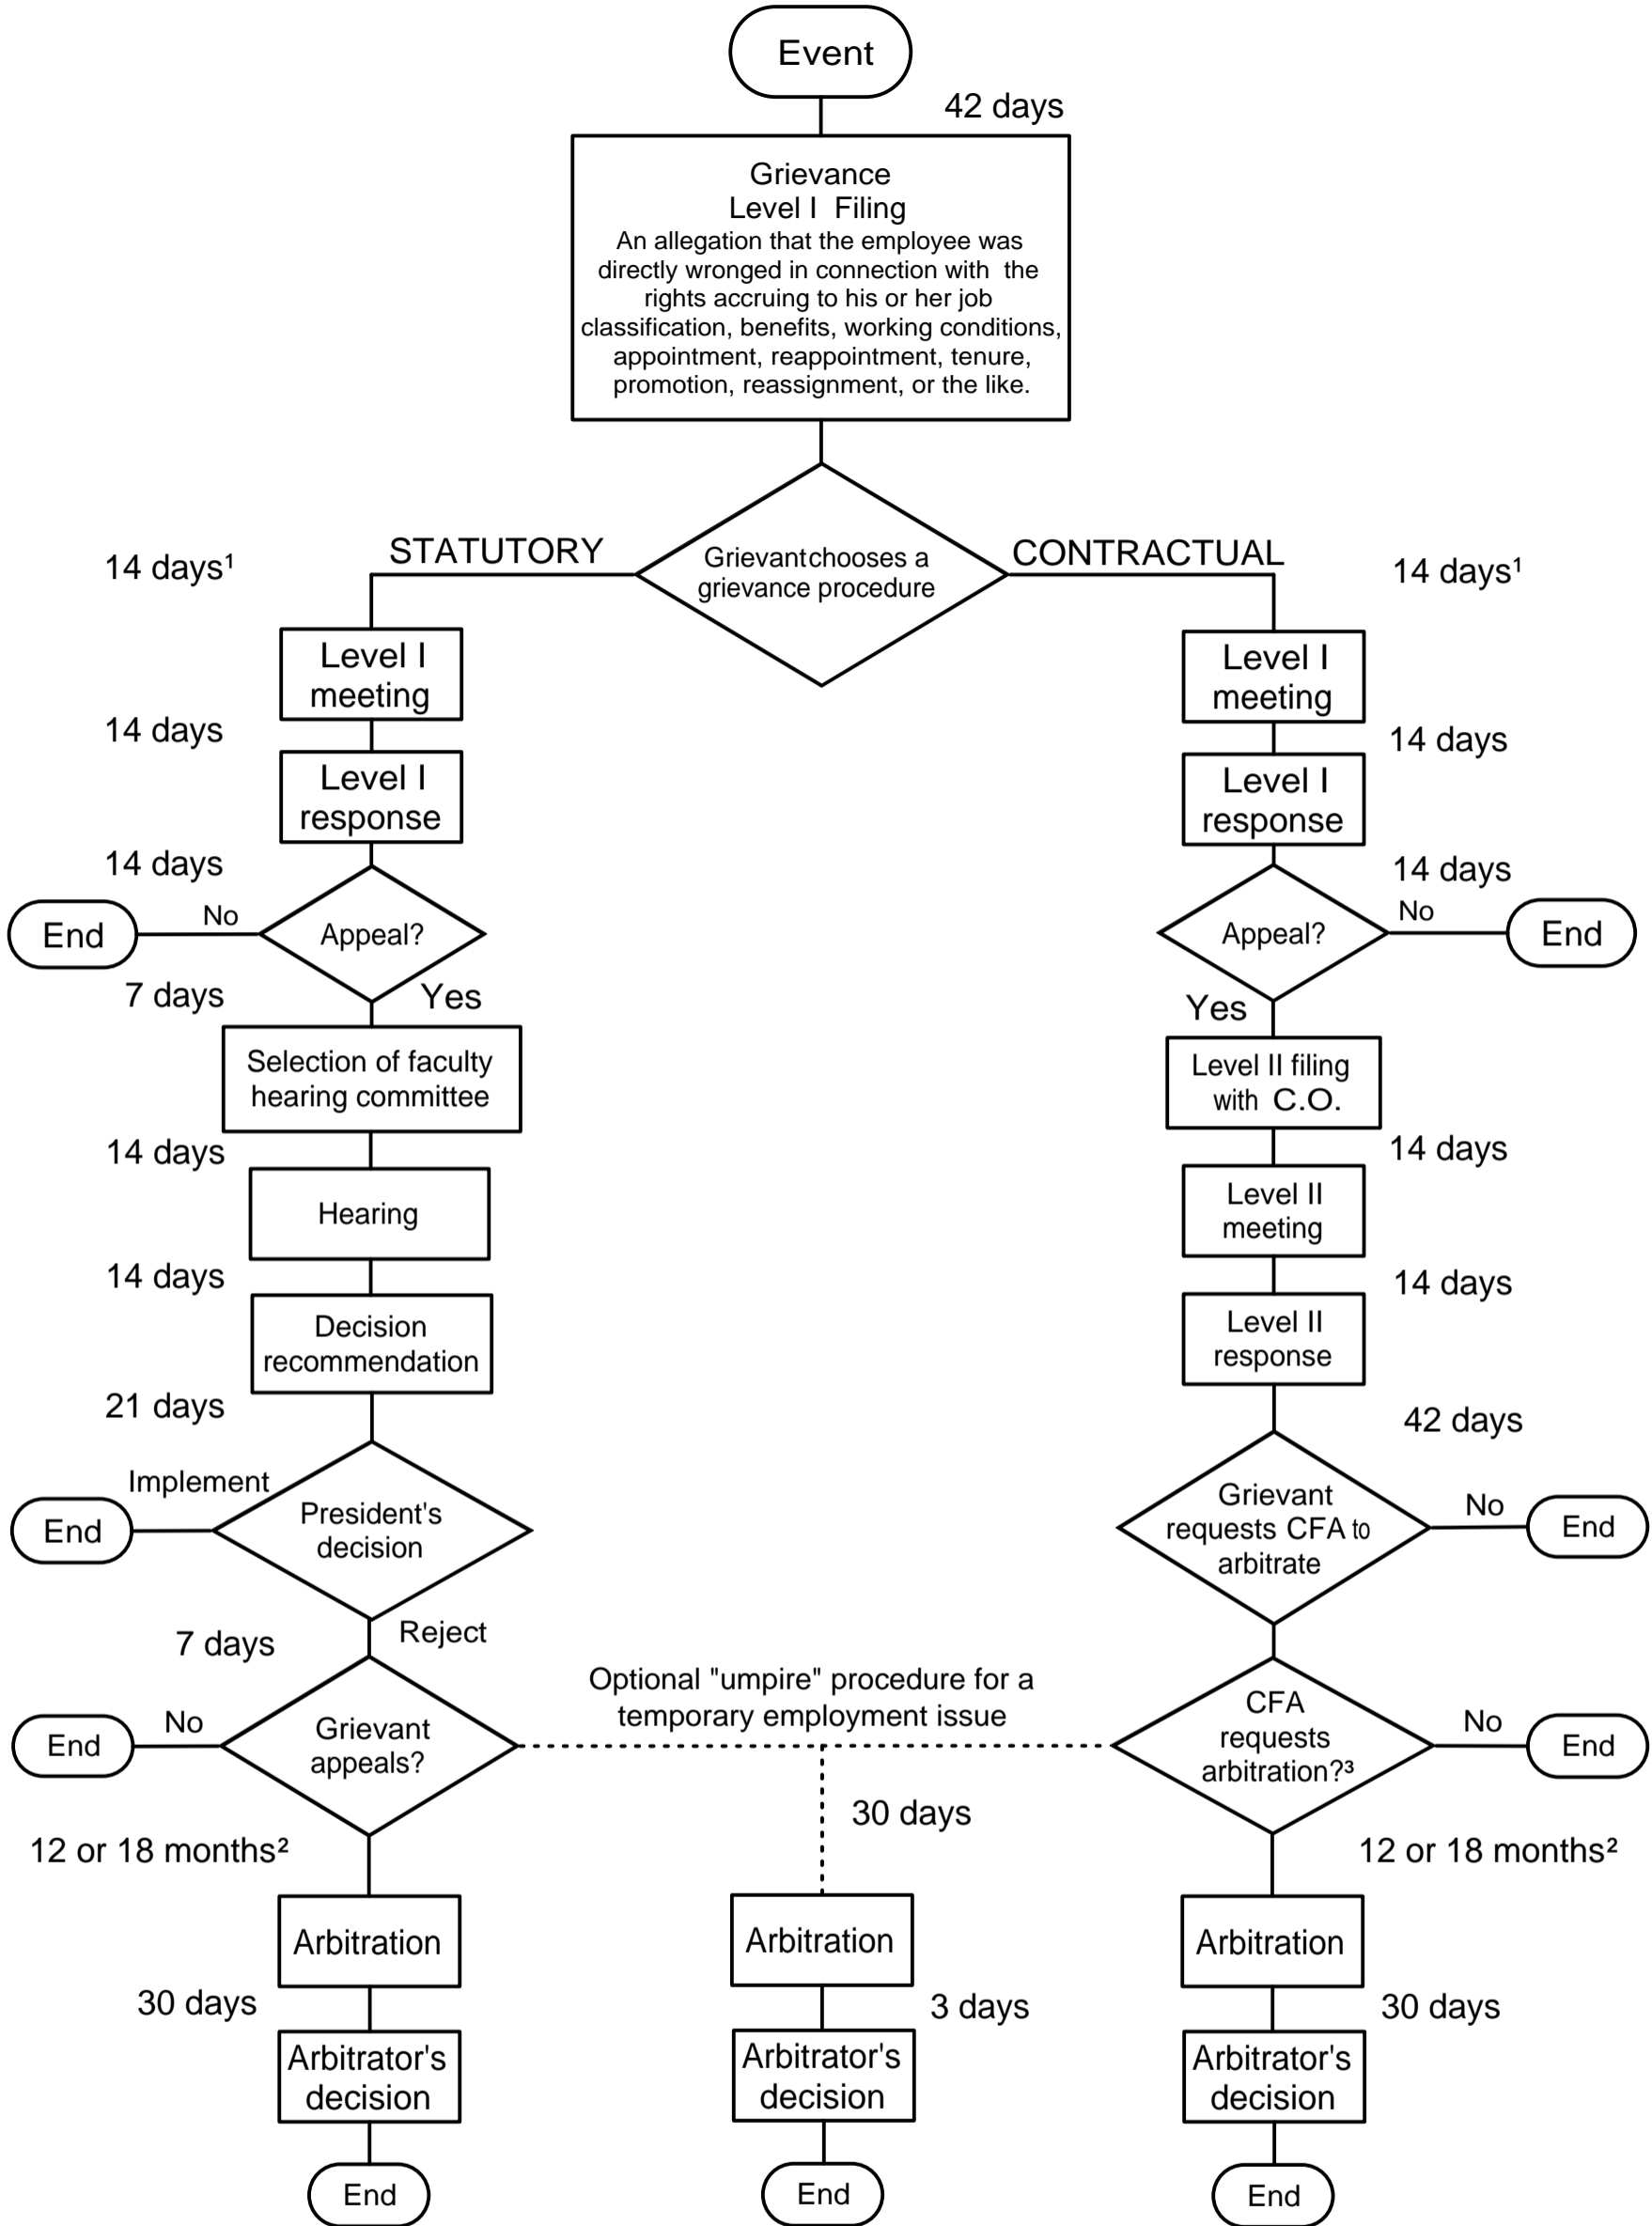 Event
42 days
Grievance
Level I Filing
An allegation that the employee was
directly wronged in connection with the
rights accruing to his or her job
classification, benefits, working conditions,
appointment, reappointment, tenure,
promotion, reassignment, or the like.
Grievant chooses a
grievance procedure
STATUTORY
14 days¹
Level I
meeting
14 days
Level I
response
14 days
Appeal?
No
End
7 days
Yes
Selection of faculty
hearing committee
14 days
Hearing
14 days
Decision
recommendation
21 days
President's
decision
Implement
End
Reject
7 days
Grievant
appeals?
No
End
12 or 18 months²
Arbitration
30 days
Arbitrator's
decision
End
Optional "umpire" procedure for a
temporary employment issue
30 days
Arbitration
3 days
Arbitrator's
decision
End
CONTRACTUAL
14 days¹
Level I
meeting
14 days
Level I
response
14 days
Appeal?
No
End
Yes
Level II filing
with C.O.
14 days
Level II
meeting
14 days
Level II
response
42 days
Grievant
requests CFA to
arbitrate
No
End
CFA
requests
arbitration?³
No
End
12 or 18 months²
Arbitration
30 days
Arbitrator's
decision
End